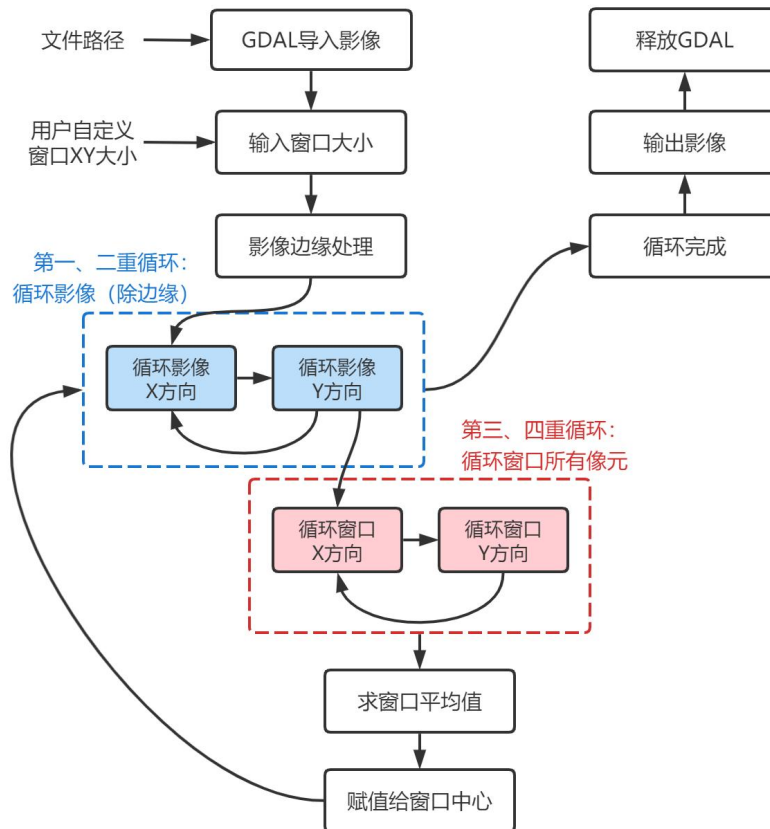 文件路径
GDAL导入影像
释放GDAL
用户自定义
窗口XY大小
输入窗口大小
输出影像
影像边缘处理
循环完成
第一、二重循环：
循环影像（除边缘）
循环影像
X方向
循环影像
Y方向
第三、四重循环：
循环窗口所有像元
循环窗口
X方向
循环窗口
Y方向
求窗口平均值
赋值给窗口中心